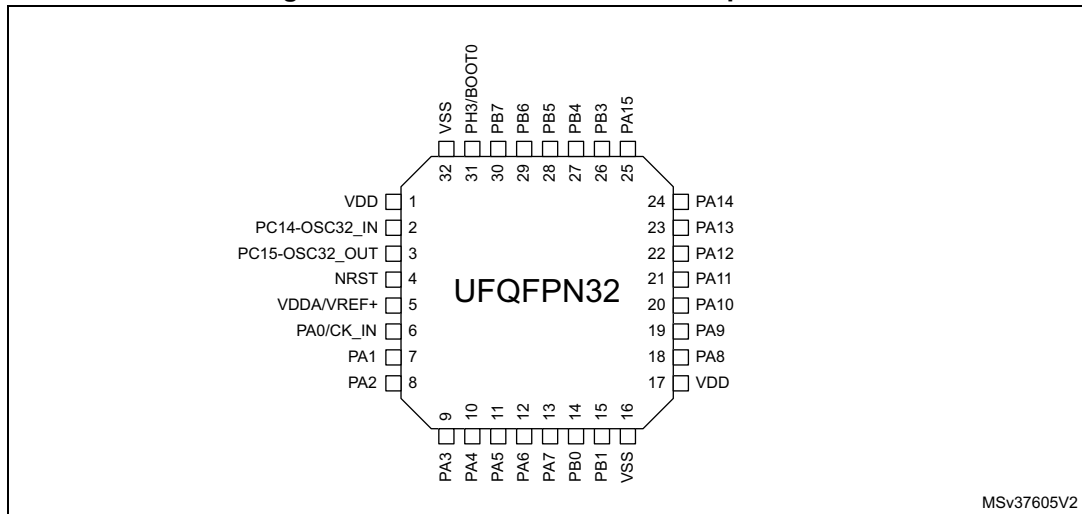 VSS
PH3/BOOT0
PB7
PB6
PB5
PB4
PB3
PA15
32
31
30
29
28
27
26
25
VDD 1
PC14-OSC32_IN 2
PC15-OSC32_OUT 3
NRST 4
VDDA/VREF+ 5
PA0/CK_IN 6
PA1 7
PA2 8
UFQFPN32
24 PA14
23 PA13
22 PA12
21 PA11
20 PA10
19 PA9
18 PA8
17 VDD
9
10
11
12
13
14
15
16
PA3
PA4
PA5
PA6
PA7
PB0
PB1
VSS
MSv37605V2